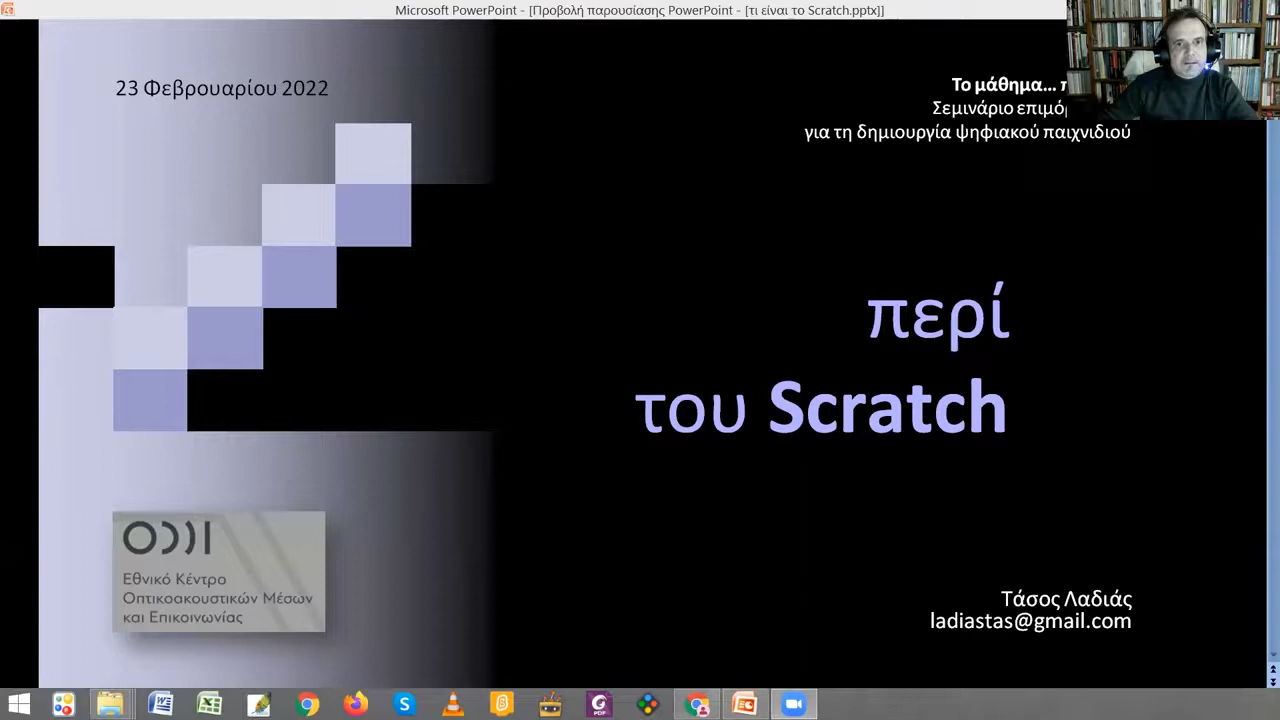 Microsoft PowerPoint - [Προβολή παρουσίασης PowerPoint - [τι είναι το Scratch.pptx]]
23 Φεβρουαρίου 2022
Το μάθημα...
Σεμινάριο
για τη δημιουργία ψηφιακού παιχνιδιού
περί
του Scratch
Εθνικό Κέντρο
Οπτικοακουστικών Μέσων
και Επικοινωνίας
Τάσος Λαδιάς
ladiastas@gmail.com